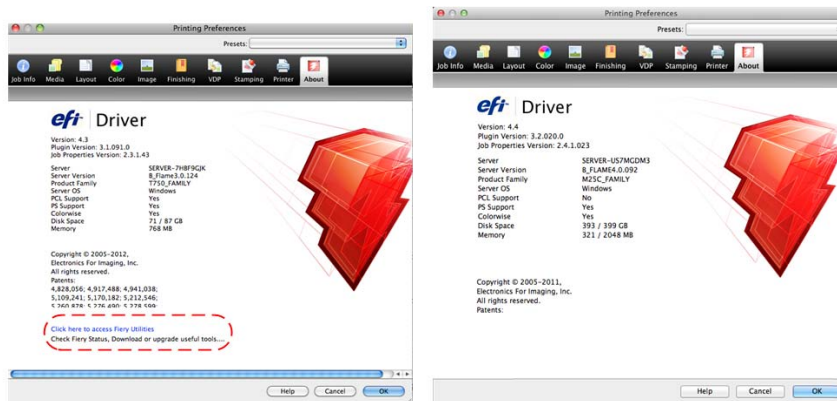 Printing Preferences
Presets:
Job Info Media Layout Color Image Finishing VDP Stamping Printer About
efi Driver
Version: 4.3
Plugin Version: 3.1.091.0
Job Properties Version: 2.3.1.43
Server SERVER-7H8F9GJK
Server Version B_Flame3.0.124
Product Family T750_FAMILY
Server OS Windows
PCL Support Yes
PS Support Yes
Colorwise Yes
Disk Space 71 / 87 GB
Memory 768 MB
Copyright © 2005-2012,
Electronics For Imaging, Inc.
All rights reserved.
Patents:
4,828,056; 4,917,488; 4,941,038;
5,109,241; 5,170,182; 5,212,546;
5,260,878; 5,276,490; 5,278,599;
Click here to access Fiery Utilities
Check Fiery Status, Download or upgrade useful tools....
Help Cancel OK
Printing Preferences
Presets:
Job Info Media Layout Color Image Finishing VDP Stamping Printer About
efi Driver
Version: 4.4
Plugin Version: 3.2.020.0
Job Properties Version: 2.4.1.023
Server SERVER-US7MGDM3
Server Version B_FLAME4.0.092
Product Family M25C_FAMILY
Server OS Windows
PCL Support No
PS Support Yes
Colorwise Yes
Disk Space 393 / 399 GB
Memory 321 / 2048 MB
Copyright © 2005-2011,
Electronics For Imaging, Inc.
All rights reserved.
Patents:
Help Cancel OK